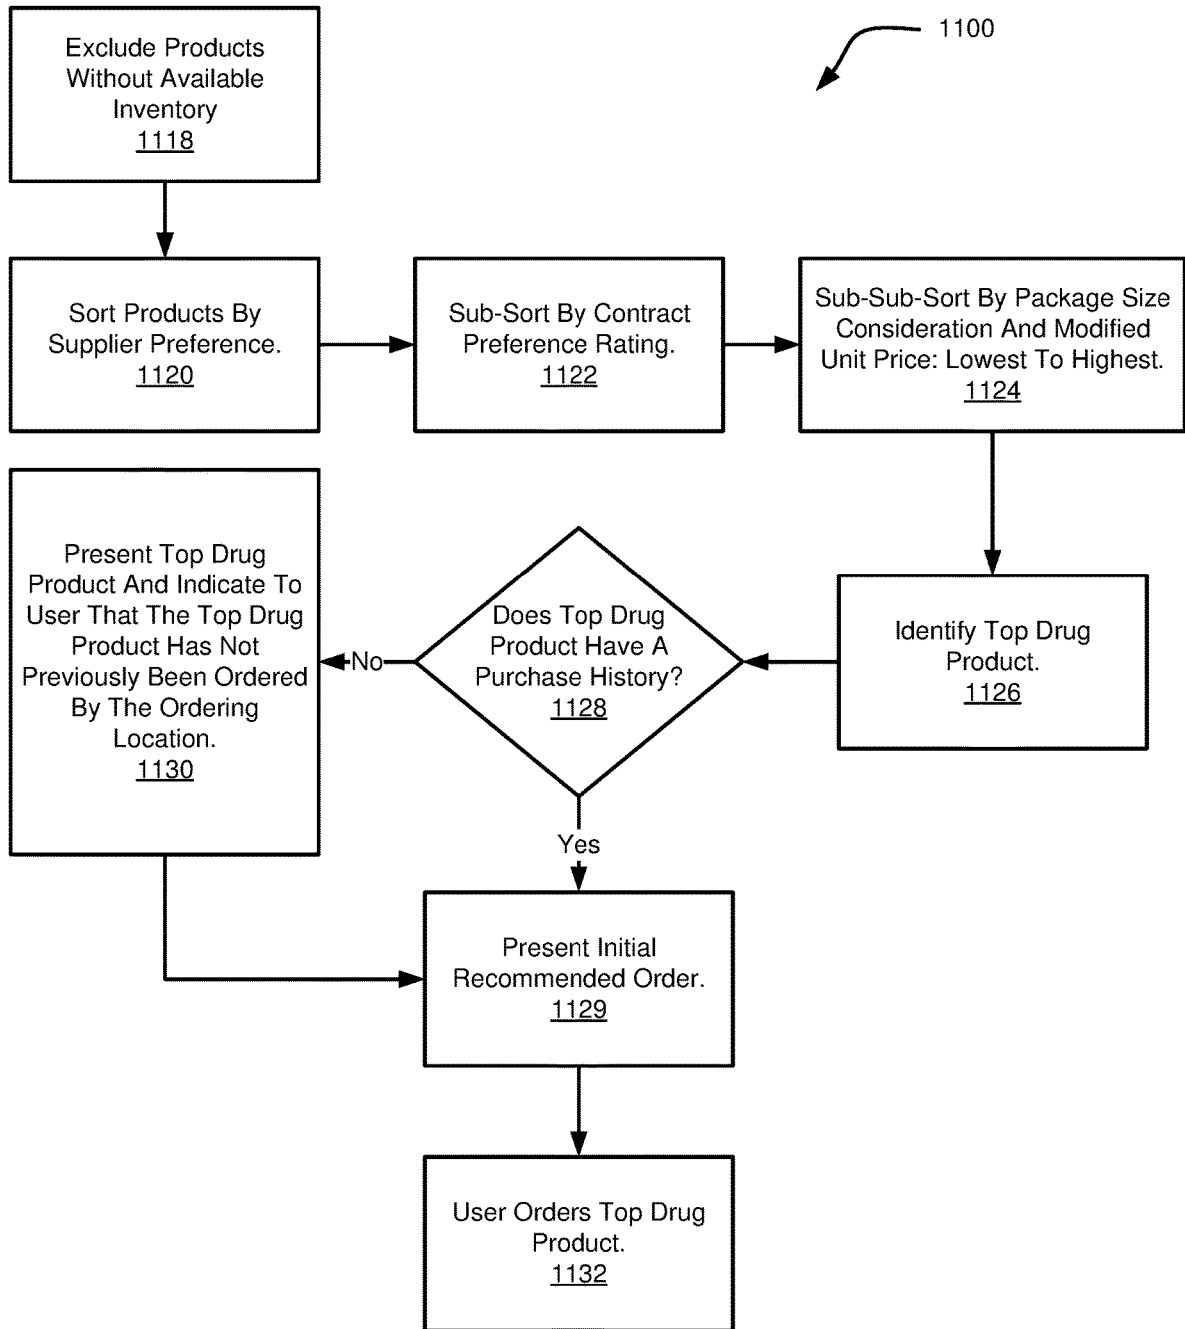 1100
Exclude Products
Without Available
Inventory
1118
Sort Products By
Supplier Preference.
1120
Sub-Sort By Contract
Preference Rating.
1122
Sub-Sub-Sort By Package Size
Consideration And Modified
Unit Price: Lowest To Highest.
1124
Identify Top Drug
Product.
1126
Does Top Drug
Product Have A
Purchase History?
1128
No
Present Top Drug
Product And Indicate To
User That The Top Drug
Product Has Not
Previously Been Ordered
By The Ordering
Location.
1130
Yes
Present Initial
Recommended Order.
1129
User Orders Top Drug
Product.
1132